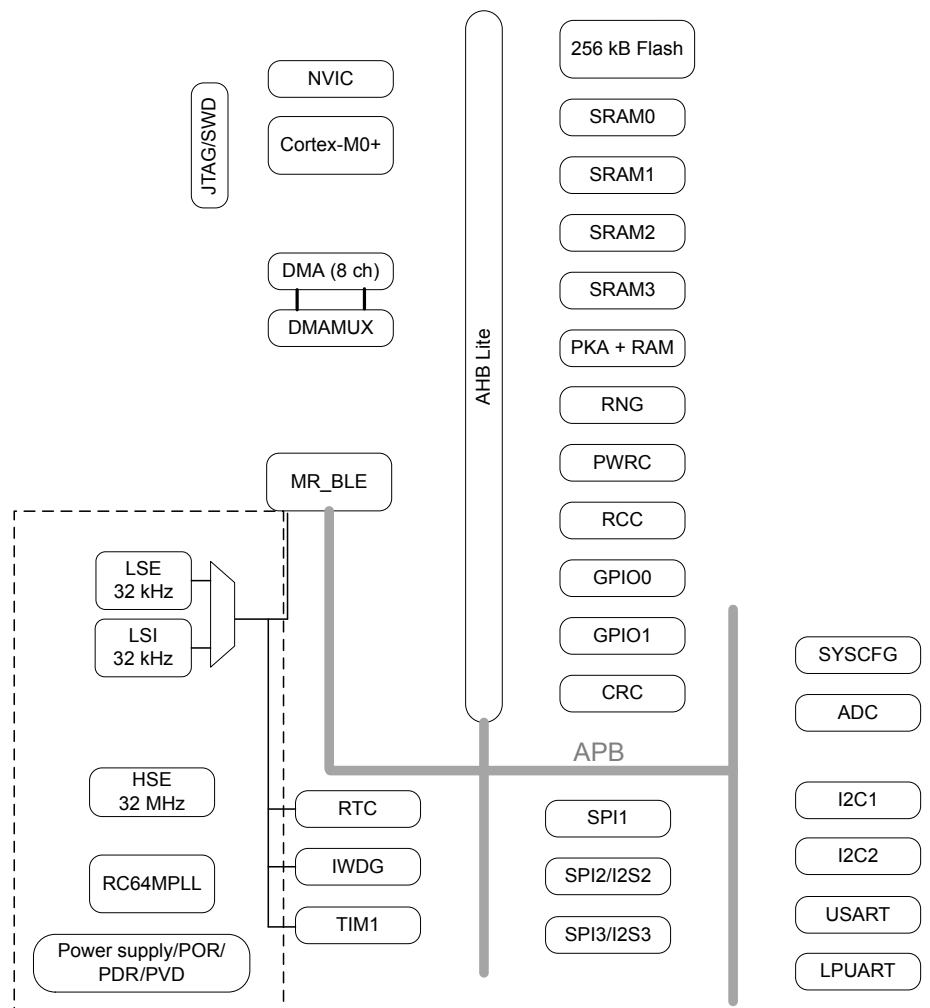 256 kB Flash
NVIC
JTAG/SWD
SRAM0
Cortex-M0+
SRAM1
SRAM2
DMA (8 ch)
SRAM3
DMAMUX
AHB Lite
PKA + RAM
RNG
PWRC
MR_BLE
RCC
LSE
32 kHz
GPIO0
LSI
32 kHz
GPIO1
SYSCFG
CRC
ADC
APB
HSE
32 MHz
RTC
SPI1
I2C1
RC64MPLL
IWDG
SPI2/I2S2
I2C2
TIM1
SPI3/I2S3
USART
Power supply/POR/
PDR/PVD
LPUART